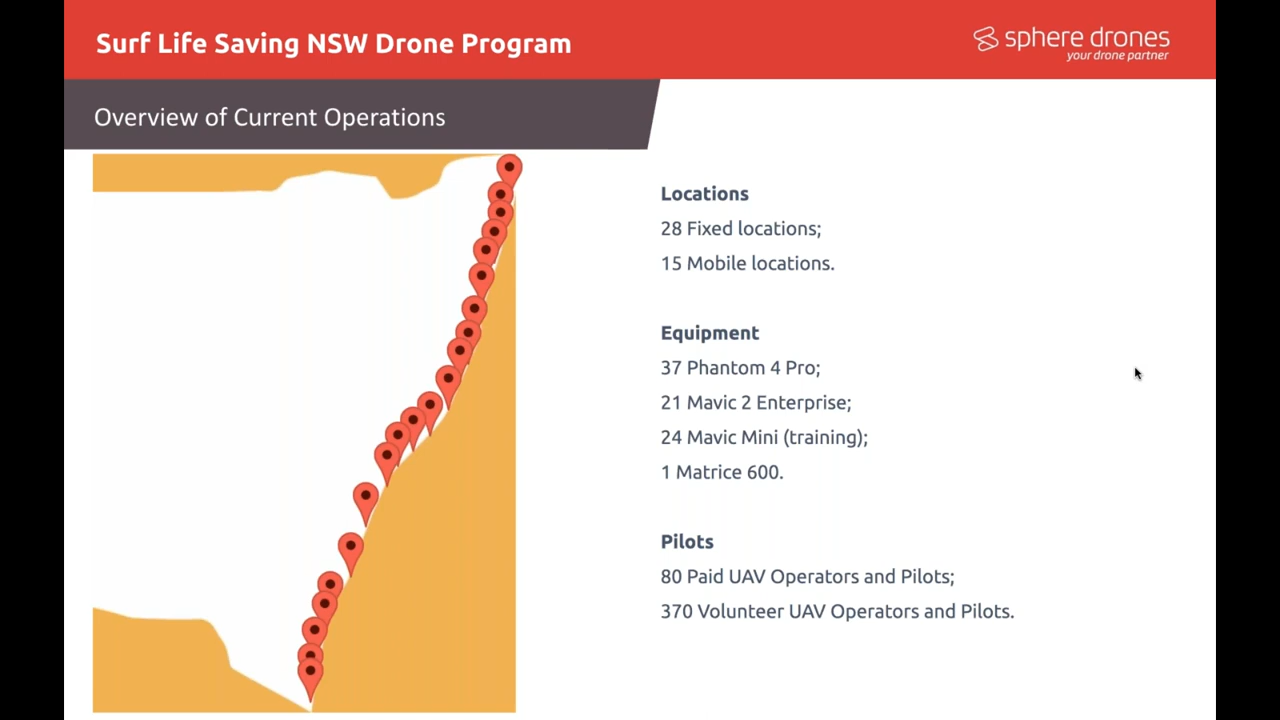 Surf Life Saving NSW Drone Program
sphere drones
your drone partner
Overview of Current Operations
Locations
28 Fixed locations;
15 Mobile locations.
Equipment
37 Phantom 4 Pro;
21 Mavic 2 Enterprise;
24 Mavic Mini (training);
1 Matrice 600.
Pilots
80 Paid UAV Operators and Pilots;
370 Volunteer UAV Operators and Pilots.